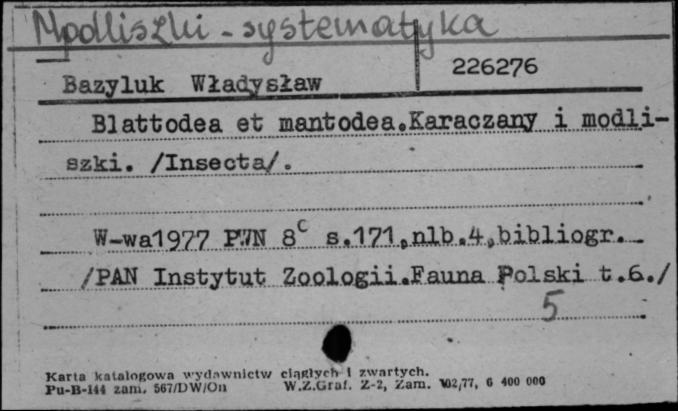 Modliszki - systematyka
Bazyluk Władysław
226276
Blattodea et mantodea.Karaczany i modli-
szki. /Insecta/.
W-wa1977 PWN 8c s.171,nlb.4,bibliogr.
/PAN Instytut Zoologii.Fauna Polski t.6./
5
Karta katalogowa wydawnictw ciągłych i zwartych.
Pu-B-144 zam. 567/DW/On W.Z.Graf. Z-2, Zam. 102/77, 6 400 000